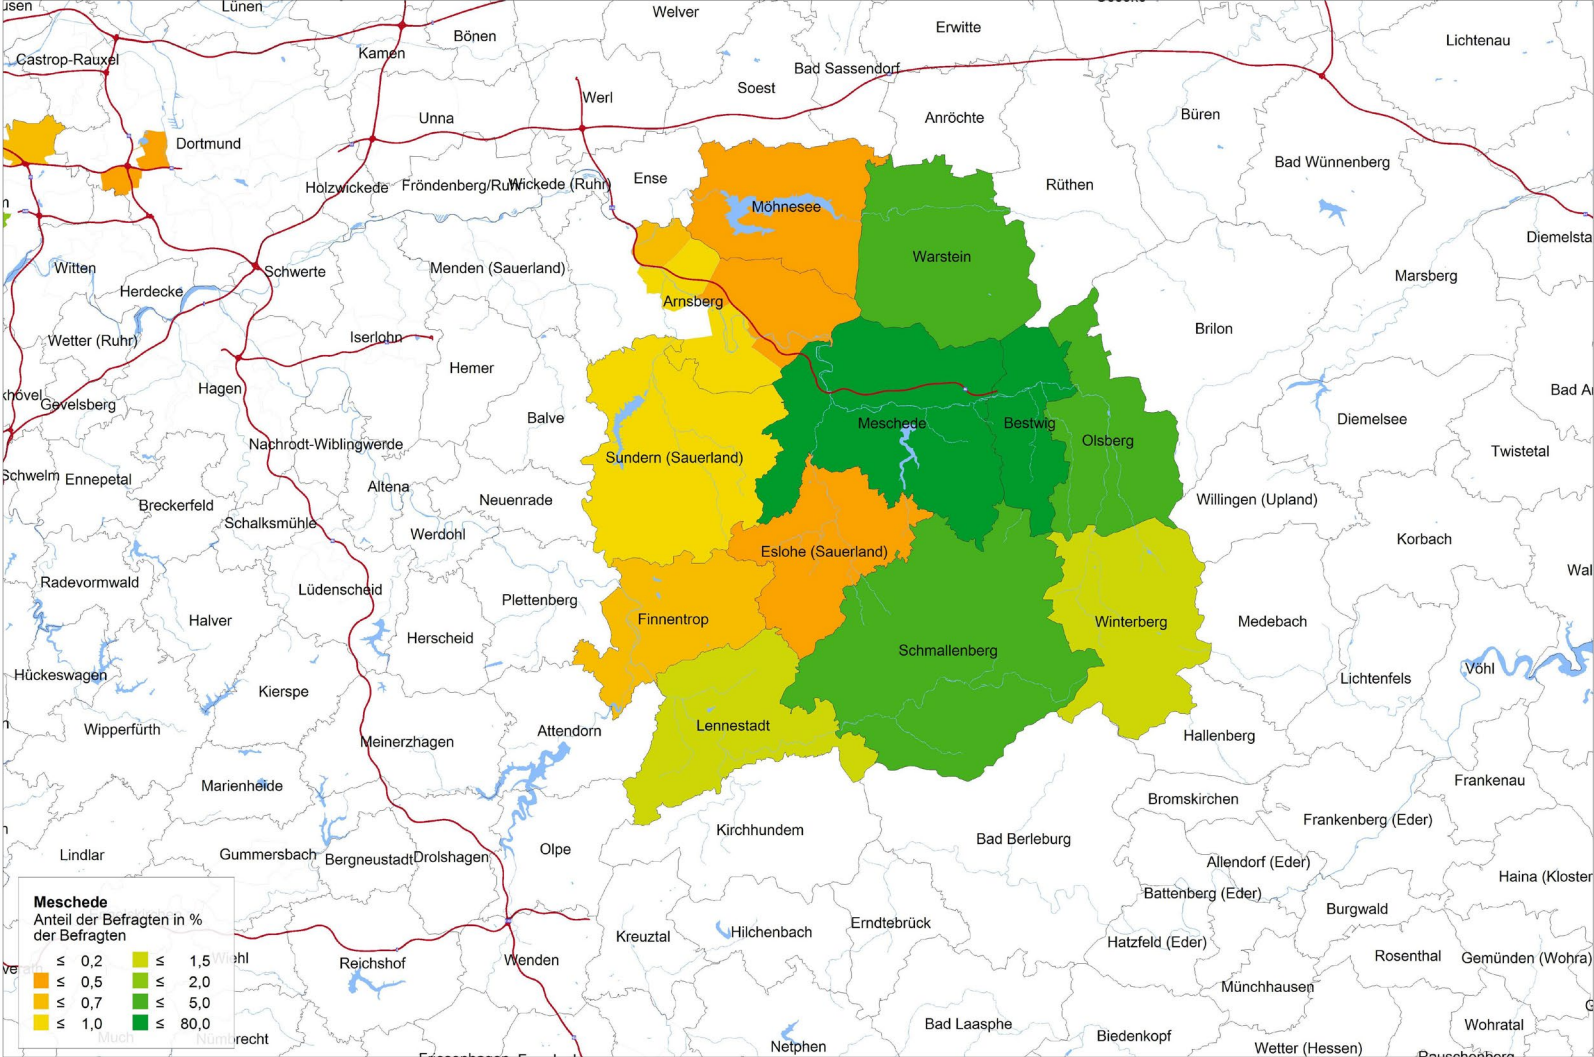 Lünen
Welver
Erwitte
Lichtenau
Bönen
Kamen
Castrop-Rauxel
Bad Sassendorf
Soest
Werl
Unna
Anröchte
Büren
Dortmund
Bad Wünnenberg
Holzwickede
Fröndenberg/Ruhr
Wickede (Ruhr)
Ense
Rüthen
Möhnesee
Diemelsta
Witten
Schwerte
Menden (Sauerland)
Warstein
Marsberg
Herdecke
Arnsberg
Brilon
Wetter (Ruhr)
Iserlohn
Hemer
Hagen
Gevelsberg
Balve
Meschede
Bestwig
Olsberg
Diemelsee
Nachrodt-Wiblingwerde
Twistetal
Sundern (Sauerland)
Schwelm
Ennepetal
Altena
Neuenrade
Willingen (Upland)
Breckerfeld
Schalksmühle
Werdohl
Korbach
Eslohe (Sauerland)
Radevormwald
Lüdenscheid
Plettenberg
Halver
Herscheid
Finnentrop
Winterberg
Medebach
Schmallenberg
Vöhl
Hückeswagen
Kierspe
Lichtenfels
Wipperfürth
Attendorn
Lennestadt
Hallenberg
Meinerzhagen
Marienheide
Frankenau
Bromskirchen
Kirchhundem
Frankenberg (Eder)
Bad Berleburg
Lindlar
Gummersbach
Bergneustadt
Drolshagen
Olpe
Allendorf (Eder)
Haina (Kloster
Battenberg (Eder)
Burgwald
Erndtebrück
Hilchenbach
Kreuztal
Hatzfeld (Eder)
Rosenthal
Gemünden (Wohra)
Wiehl
Reichshof
Wenden
Münchhausen
Bad Laasphe
Biedenkopf
Wohratal
Much
Nümbrecht
Netphen
Wetter (Hessen)
Rauschenberg
Meschede
Anteil der Befragten in %
der Befragten
≤ 0,2
≤ 0,5
≤ 0,7
≤ 1,0
≤ 1,5
≤ 2,0
≤ 5,0
≤ 80,0